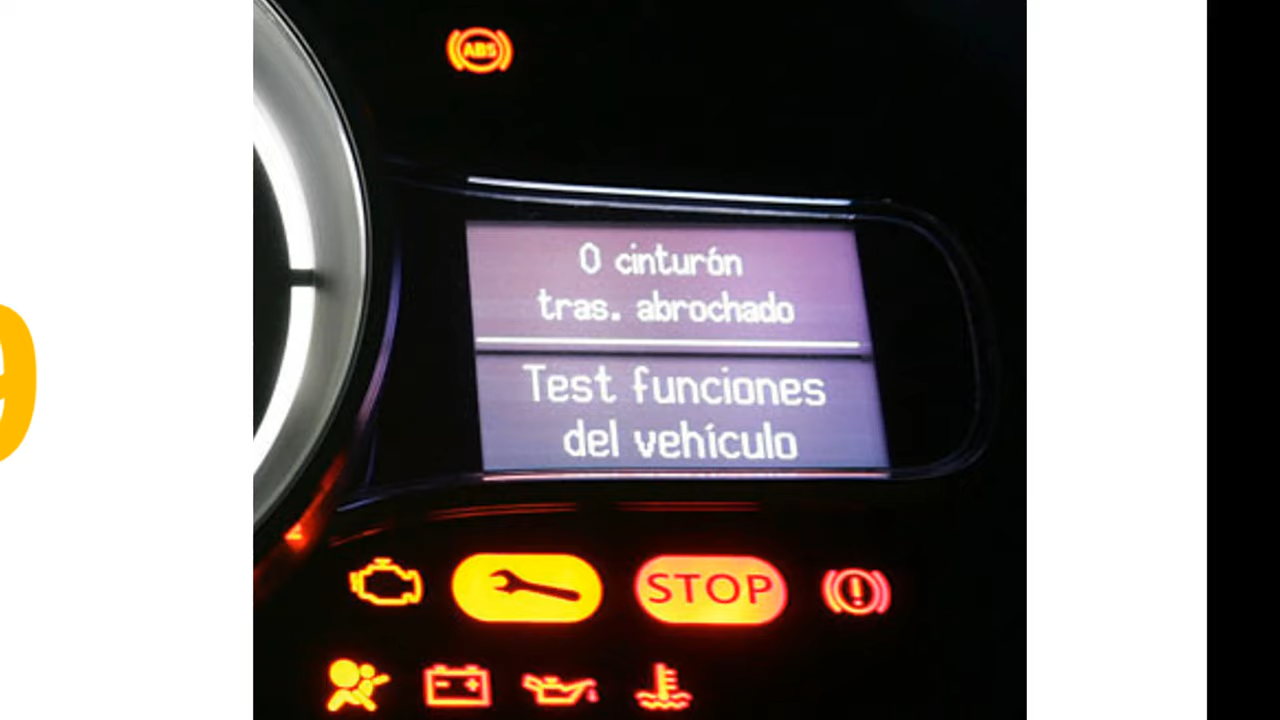 ABS
0 cinturón
tras. abrochado
Test funciones
del vehículo
STOP